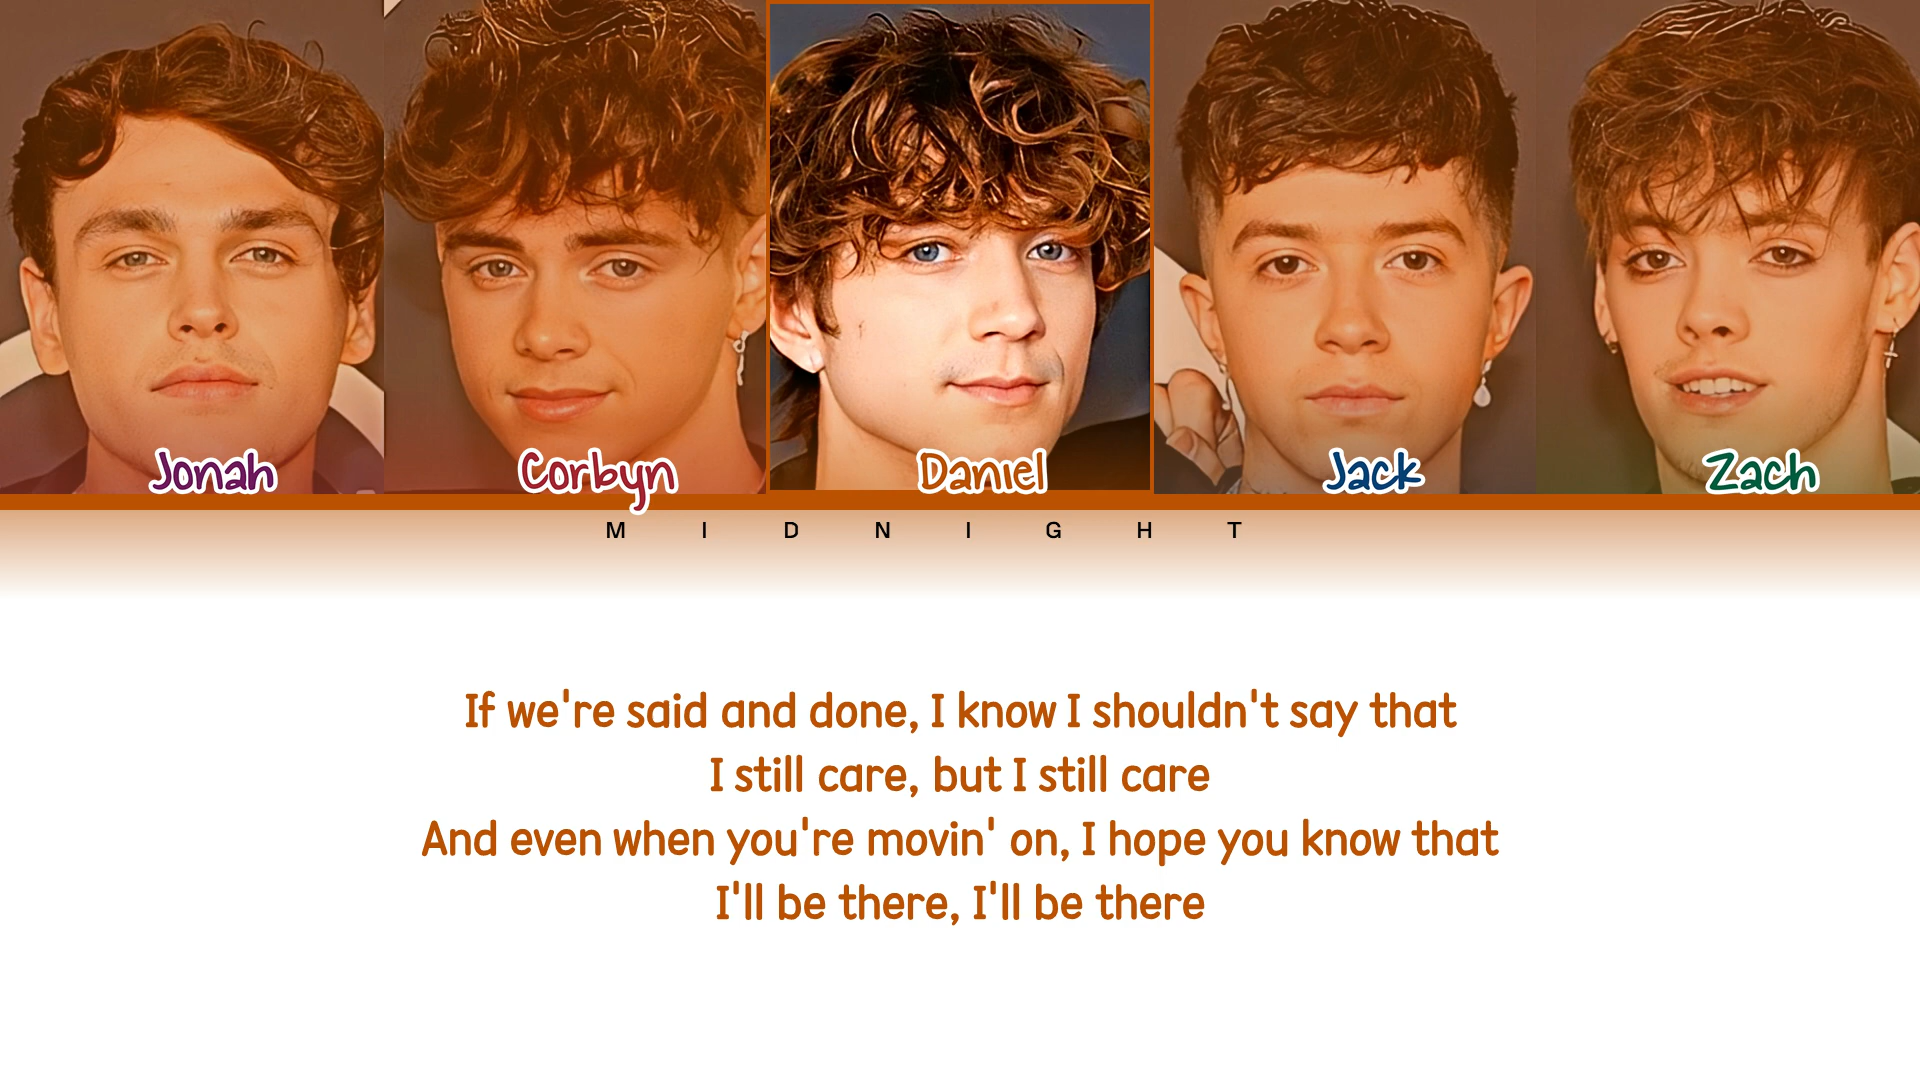 Jonah
Corbyn
Daniel
Jack
Zach
MIDNIGHT
If we're said and done, I know I shouldn't say that
I still care, but I still care
And even when you're movin' on, I hope you know that
I'll be there, I'll be there